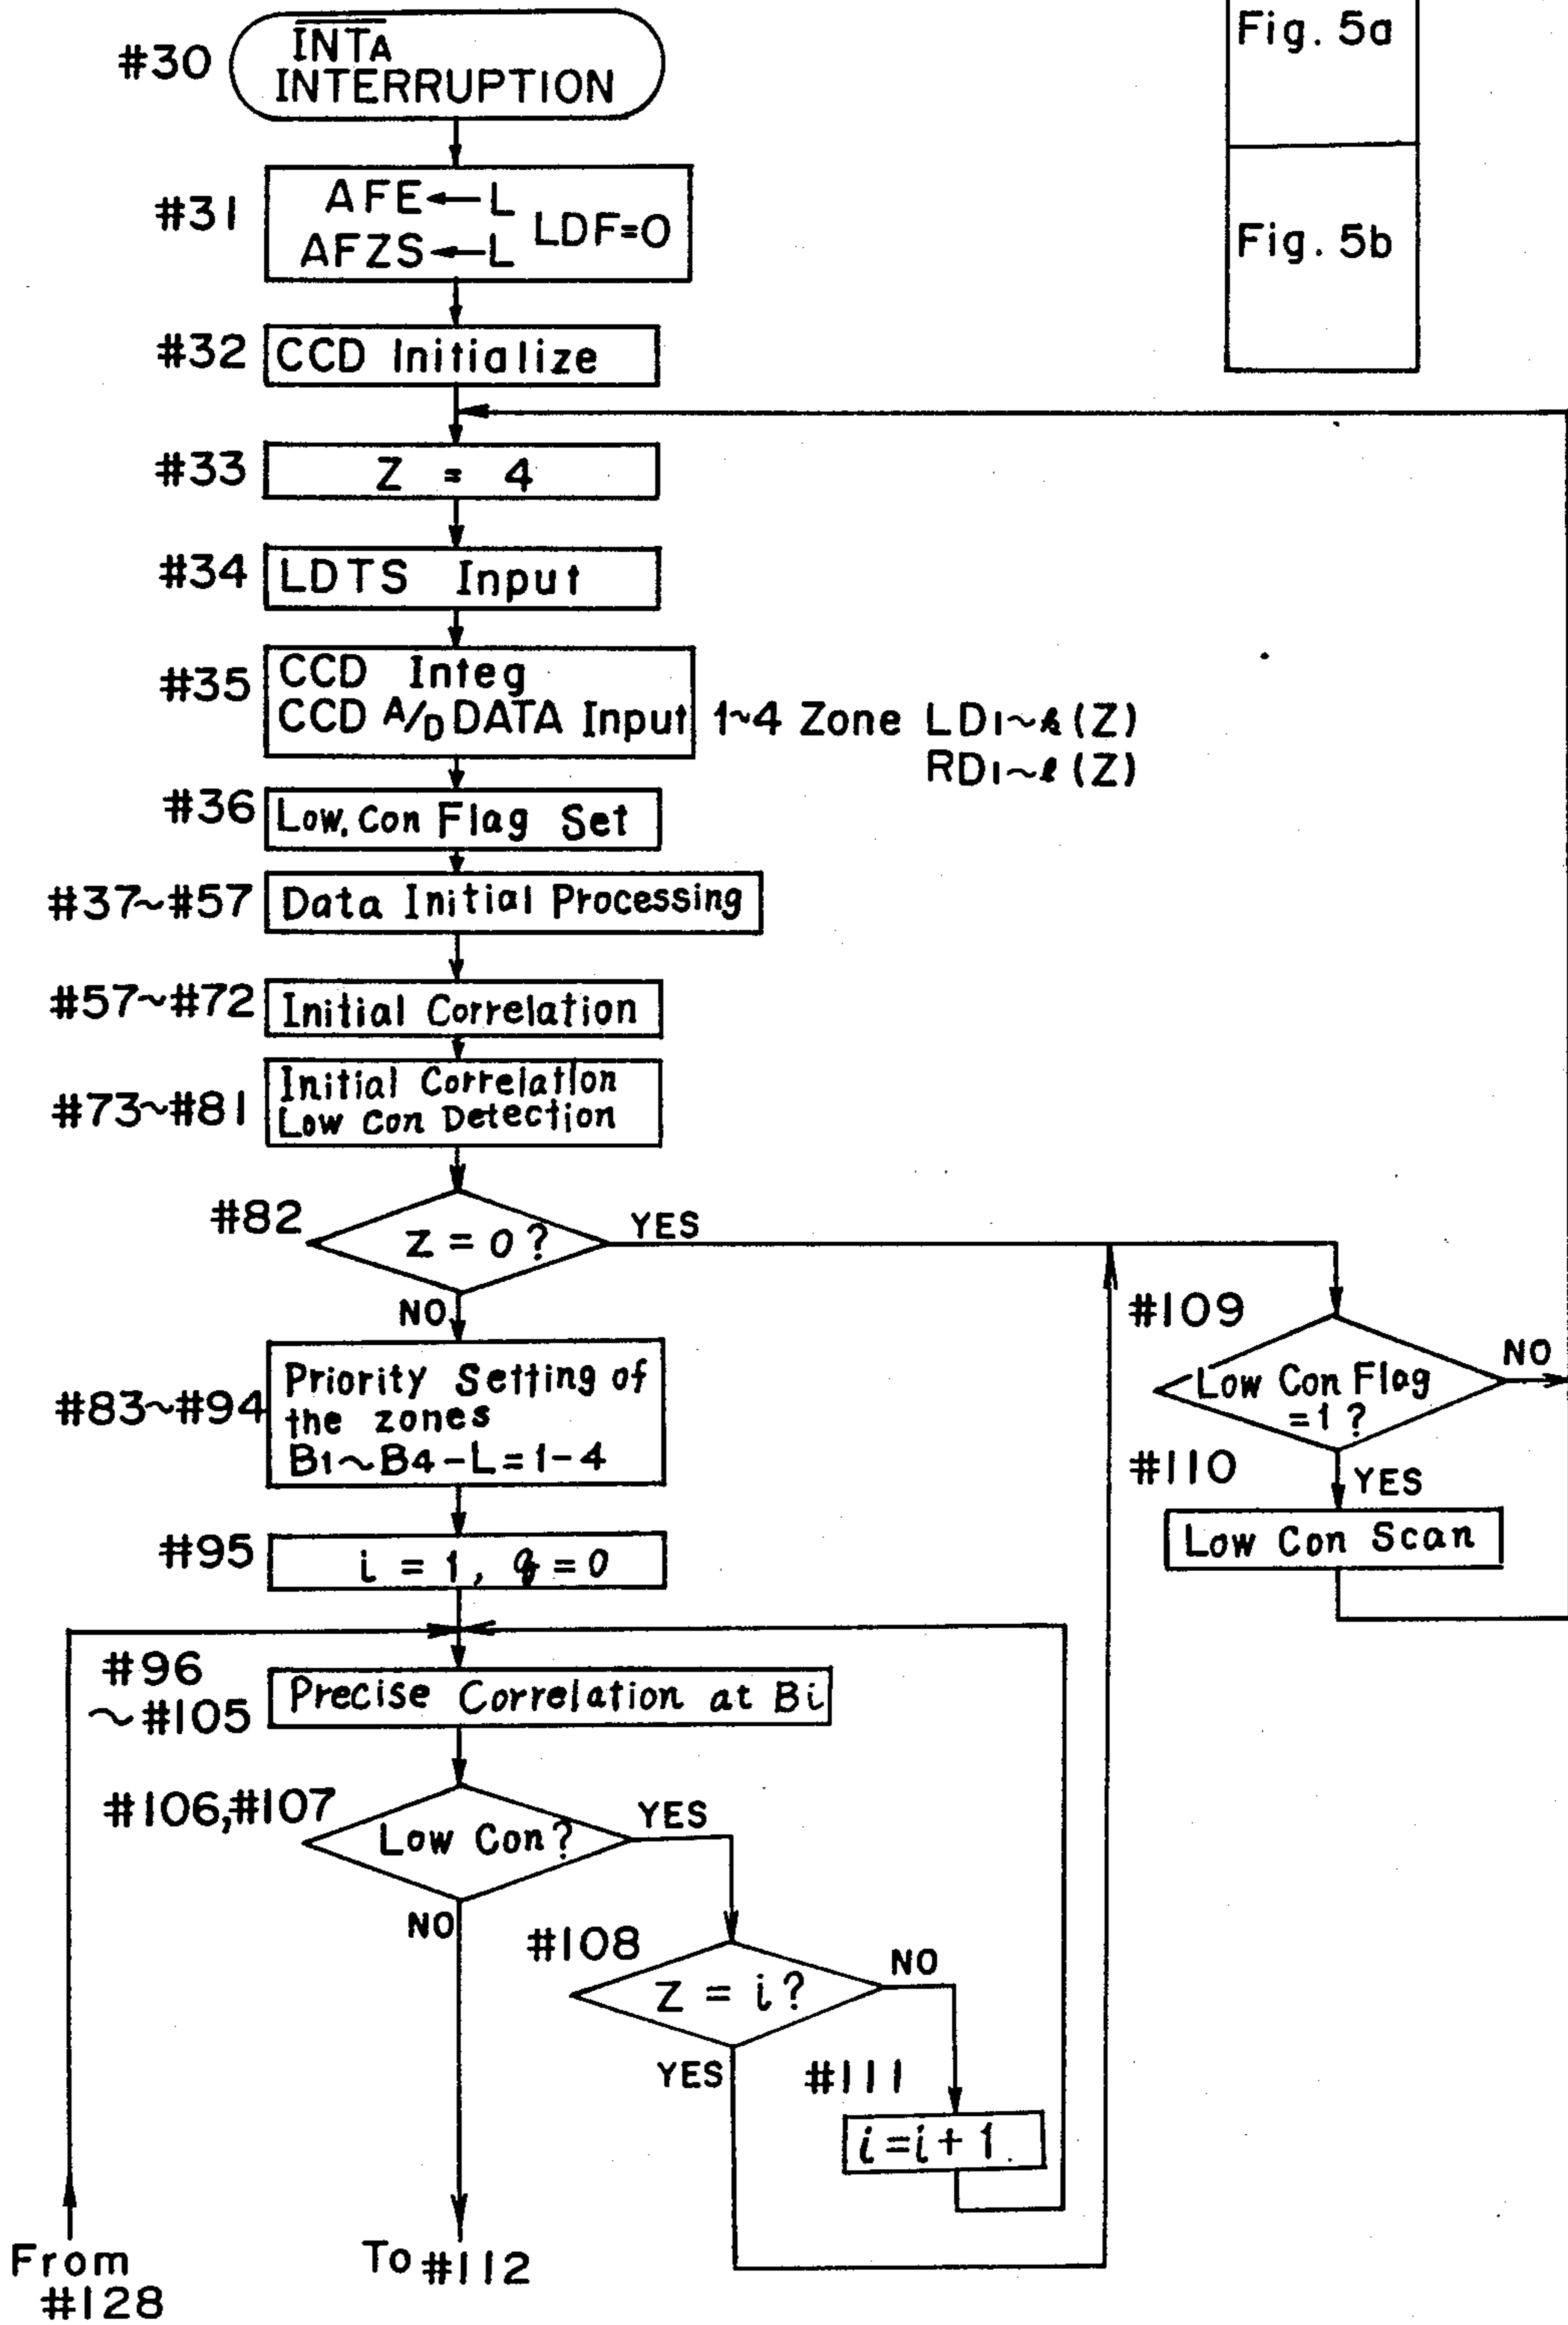 Fig. 5a
Fig. 5b
#30
INTA
INTERRUPTION
#31
AFE←L
AFZS←L
LDF=0
#32
CCD Initialize
#33
Z = 4
#34
LDTS Input
#35
CCD Integ
CCD A/D DATA Input
1~4 Zone LD1~k (Z)
RD1~l (Z)
#36
Low. Con Flag Set
#37~#57
Data Initial Processing
#57~#72
Initial Correlation
#73~#81
Initial Correlation
Low Con Detection
#82
Z = 0?
YES
NO
#83~#94
Priority Setting of
the zones
B1~B4-L=1-4
#109
Low Con Flag
=1?
NO
#110
YES
Low Con Scan
#95
i = 1, q = 0
#96
~#105
Precise Correlation at Bi
#106,#107
Low Con?
YES
NO
#108
Z = i?
NO
YES
#111
i=i+1
From
#128
To #112